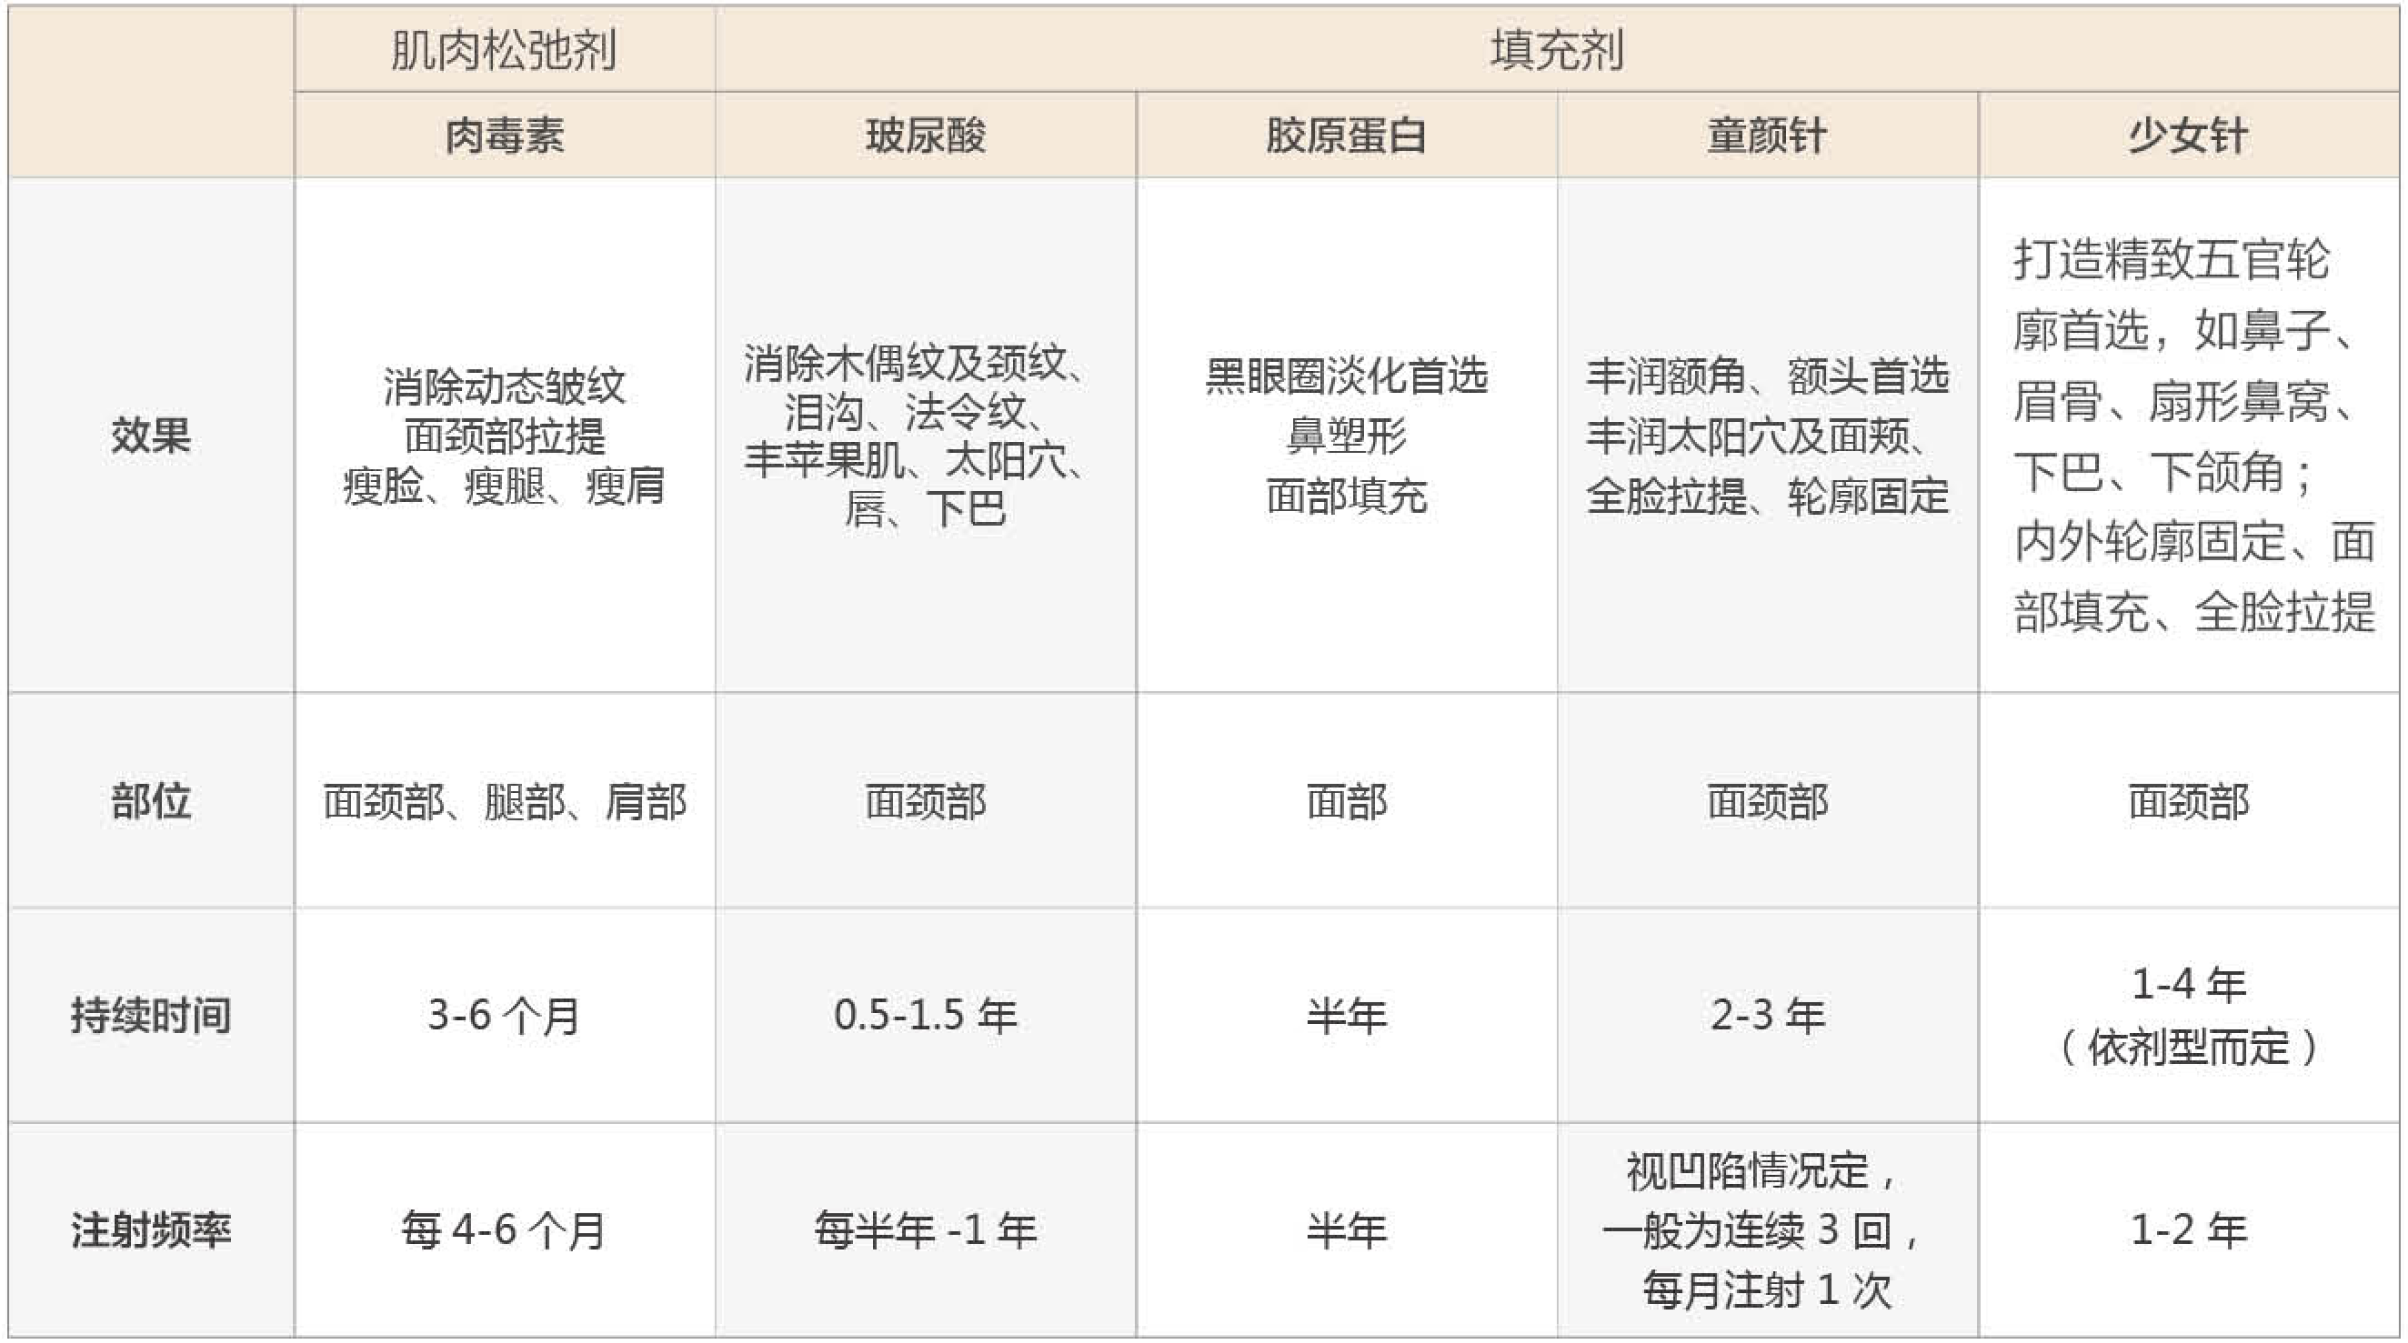 肌肉松弛剂
填充剂
肉毒素
玻尿酸
胶原蛋白
童颜针
少女针
效果
消除动态皱纹
面颈部拉提
瘦脸、瘦腿、瘦肩
消除木偶纹及颈纹、
泪沟、法令纹、
丰苹果肌、太阳穴、
唇、下巴
黑眼圈淡化首选
鼻塑形
面部填充
丰润额角、额头首选
丰润太阳穴及面颊、
全脸拉提、轮廓固定
打造精致五官轮
廓首选，如鼻子、
眉骨、扇形鼻窝、
下巴、下颌角；
内外轮廓固定、面
部填充、全脸拉提
部位
面颈部、腿部、肩部
面颈部
面部
面颈部
面颈部
持续时间
3-6 个月
0.5-1.5 年
半年
2-3 年
1-4 年
（依剂型而定）
注射频率
每 4-6 个月
每半年 -1 年
半年
视凹陷情况定，
一般为连续 3 回，
每月注射 1 次
1-2 年